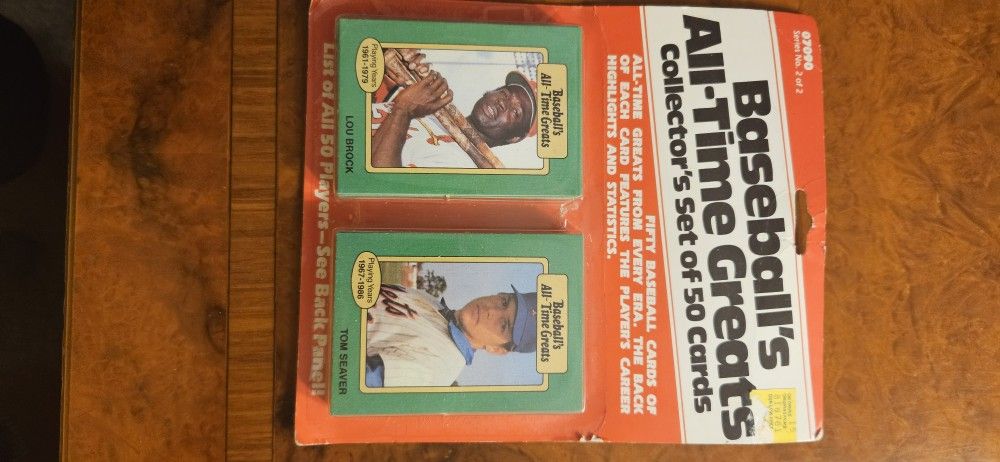 07090
Series No. 2 of 2
Baseball's
All-Time Greats
Collector's Set of 50 Cards
FIFTY BASEBALL CARDS OF
ALL-TIME GREATS FROM EVERY ERA. THE BACK
OF EACH CARD FEATURES THE PLAYER'S CAREER
HIGHLIGHTS AND STATISTICS.
Baseball's
All-Time Greats
Playing Years
1961-1979
LOU BROCK
Baseball's
All-Time Greats
Playing Years
1967-1986
TOM SEAVER
List of All 50 Players—See Back Panel!